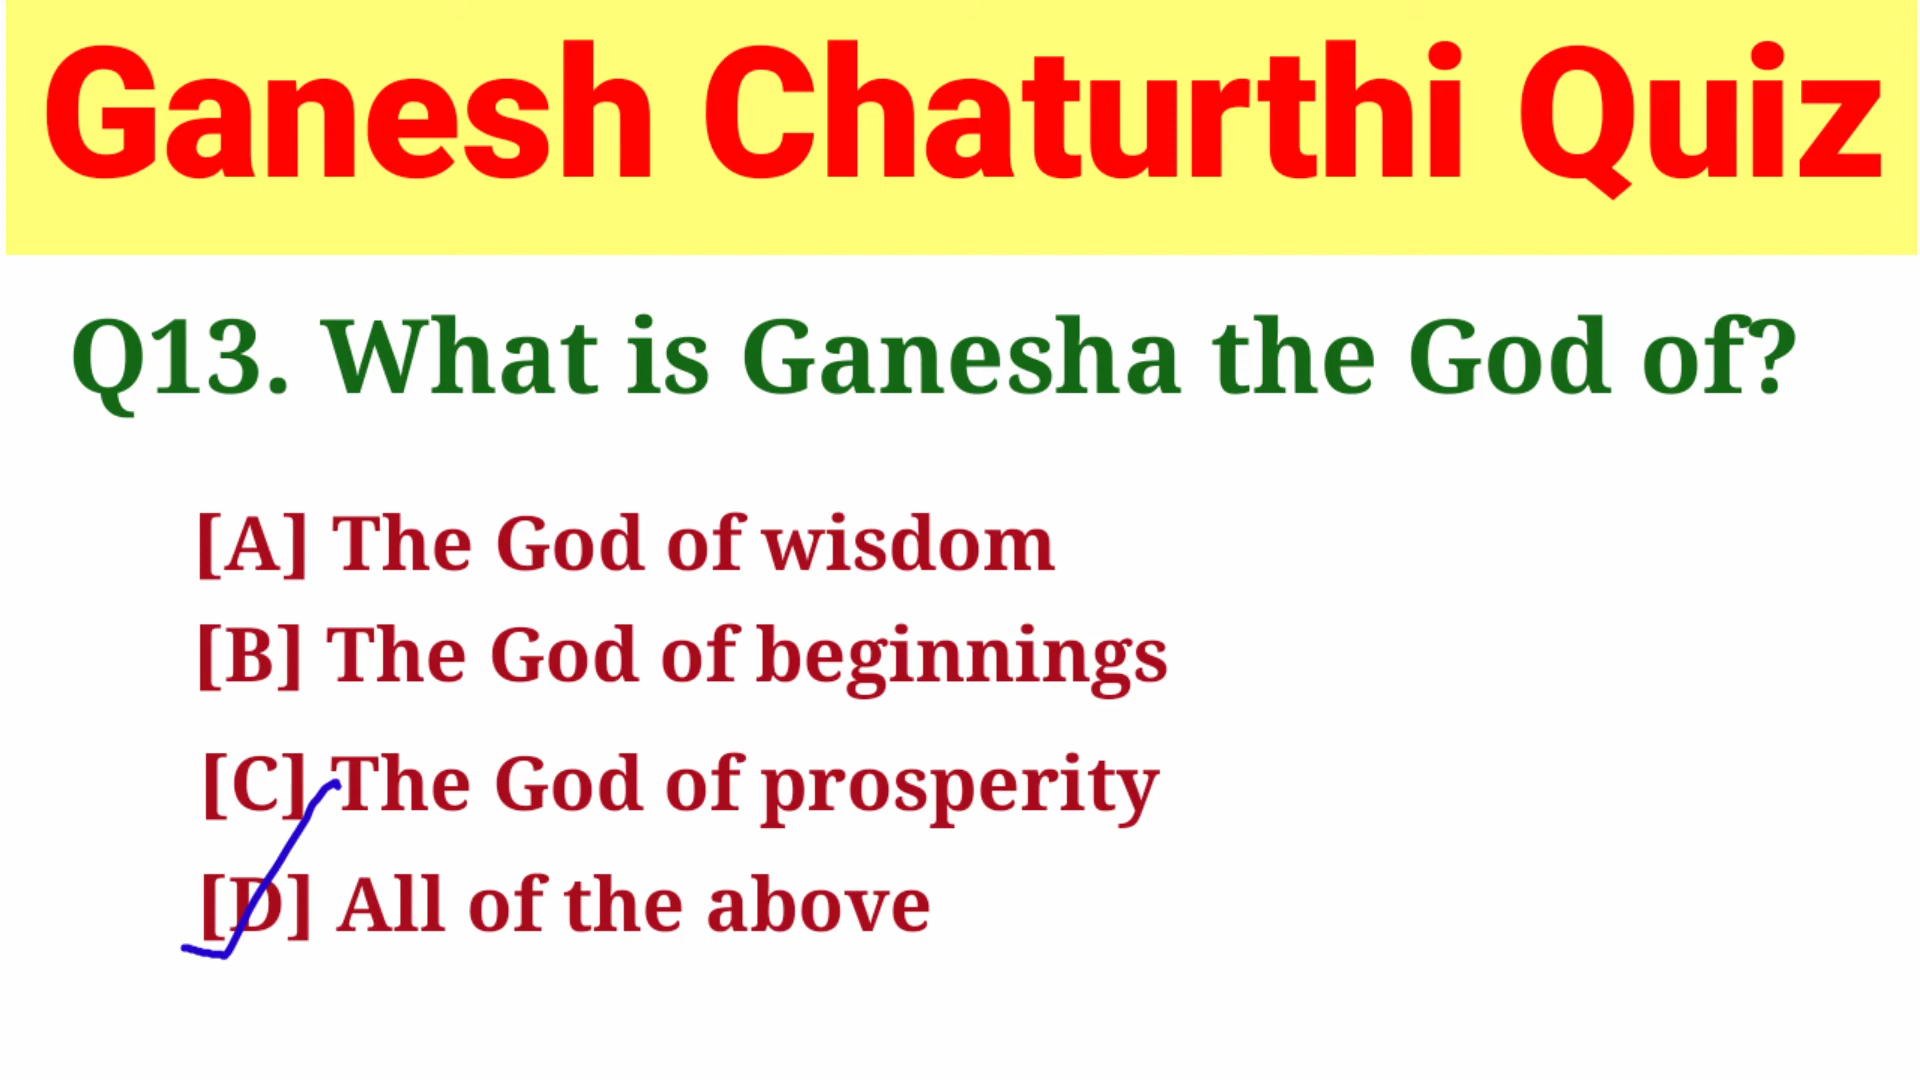 Ganesh Chaturthi Quiz
Q13. What is Ganesha the God of?
[A] The God of wisdom
[B] The God of beginnings
[C] The God of prosperity
[D] All of the above